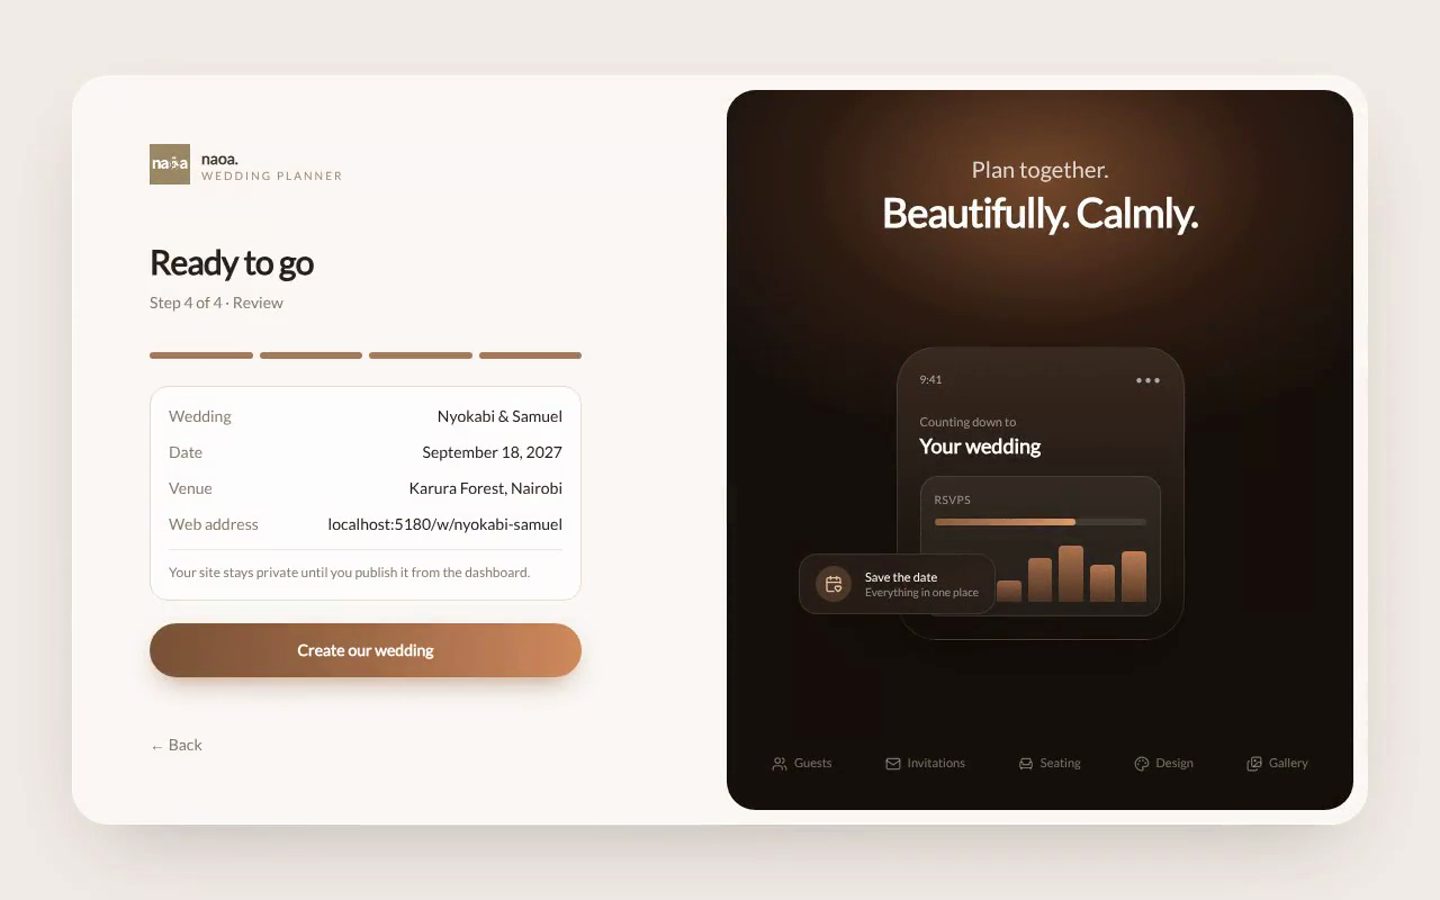 naoa
naoa.
WEDDING PLANNER
Ready to go
Step 4 of 4 · Review
Wedding Nyokabi & Samuel
Date September 18, 2027
Venue Karura Forest, Nairobi
Web address localhost:5180/w/nyokabi-samuel
Your site stays private until you publish it from the dashboard.
Create our wedding
← Back
Plan together.
Beautifully. Calmly.
9:41
Counting down to
Your wedding
RSVPS
Save the date
Everything in one place
Guests Invitations Seating Design Gallery